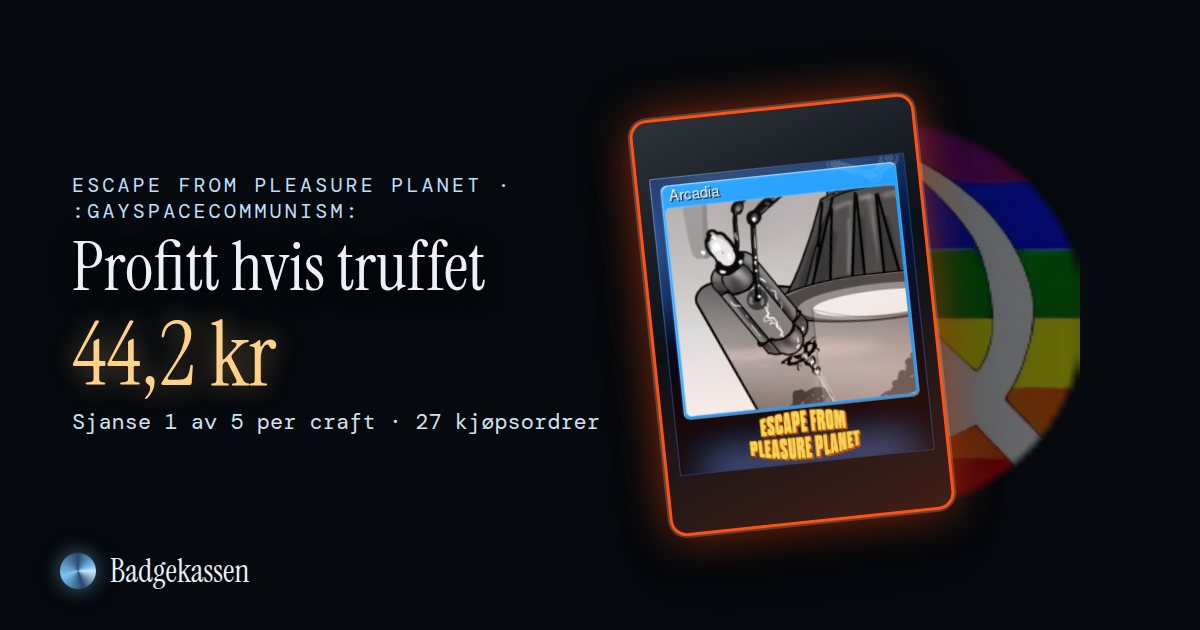 ESCAPE FROM PLEASURE PLANET ·
:GAYSPACECOMMUNISM:
Profitt hvis truffet
44,2 kr
Sjanse 1 av 5 per craft · 27 kjøpsordrer
Arcadia
ESCAPE FROM
PLEASURE PLANET
Badgekassen